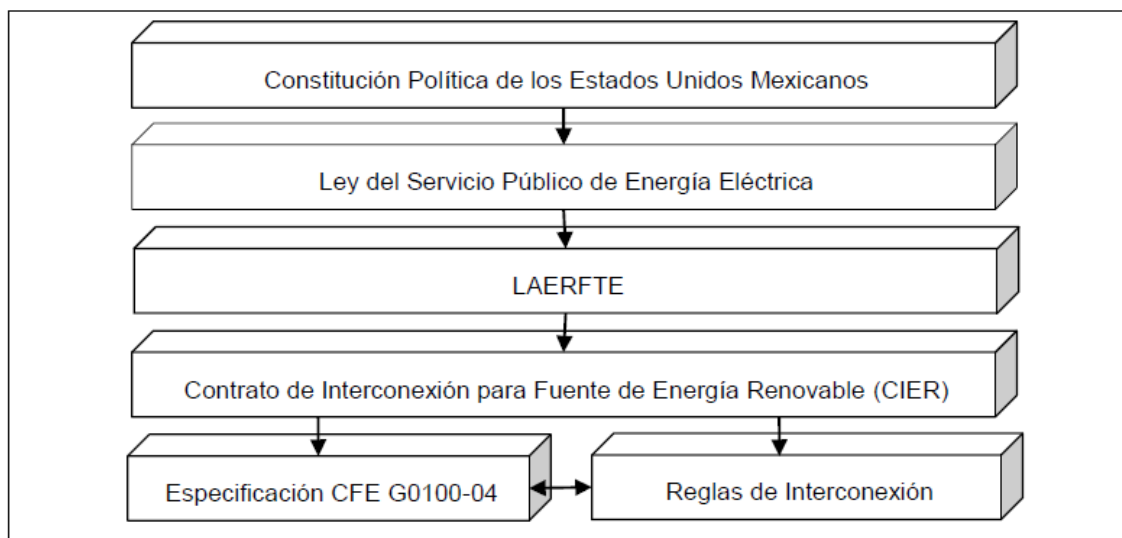 Constitución Política de los Estados Unidos Mexicanos
Ley del Servicio Público de Energía Eléctrica
LAERFTE
Contrato de Interconexión para Fuente de Energía Renovable (CIER)
Especificación CFE G0100-04
Reglas de Interconexión